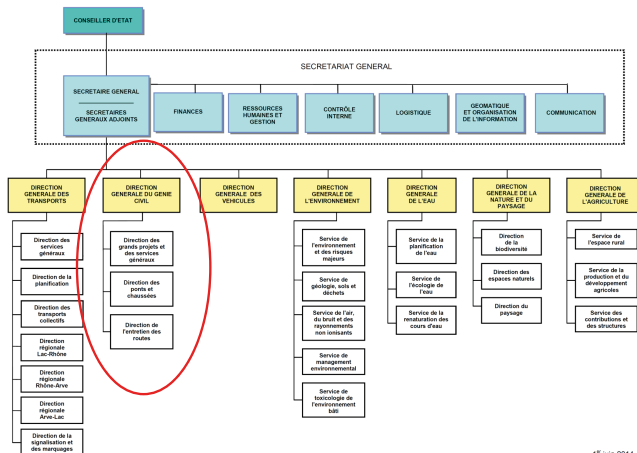 CONSEILLER D'ETAT
SECRETARIAT GENERAL
SECRETAIRE GENERAL
SECRETAIRES
GENERAUX ADJOINTS
FINANCES
RESSOURCES
HUMAINES ET
GESTION
CONTRÔLE
INTERNE
LOGISTIQUE
GEOMATIQUE
ET ORGANISATION
DE L'INFORMATION
COMMUNICATION
DIRECTION
GENERALE DES
TRANSPORTS
DIRECTION
GENERALE DU GENIE
CIVIL
DIRECTION
GENERALE DES
VEHICULES
DIRECTION
GENERALE DE
L'ENVIRONNEMENT
DIRECTION
GENERALE
DE L'EAU
DIRECTION
GENERALE DE LA
NATURE ET DU
PAYSAGE
DIRECTION
GENERALE DE
L'AGRICULTURE
Direction des
services
généraux
Direction de la
planification
Direction des
transports
collectifs
Direction
régionale
Lac-Rhône
Direction
régionale
Rhône-Arve
Direction
régionale
Arve-Lac
Direction de la
signalisation et
des marquages
Direction des
grands projets et
des services
généraux
Direction des
ponts et
chaussées
Direction de
l'entretien des
routes
Service de
l'environnement
et des risques
majeurs
Service de
géologie, sols et
déchets
Service de l'air,
du bruit et des
rayonnements
non ionisants
Service de
management
environnemental
Service de
toxicologie de
l'environnement
bâti
Service de la
planification
de l'eau
Service de
l'écologie de
l'eau
Service de la
renaturation des
cours d'eau
Direction
de la
biodiversité
Direction des
espaces naturels
Direction du
paysage
Service de
l'espace rural
Service de la
production et du
développement
agricoles
Service des
contributions et
des structures